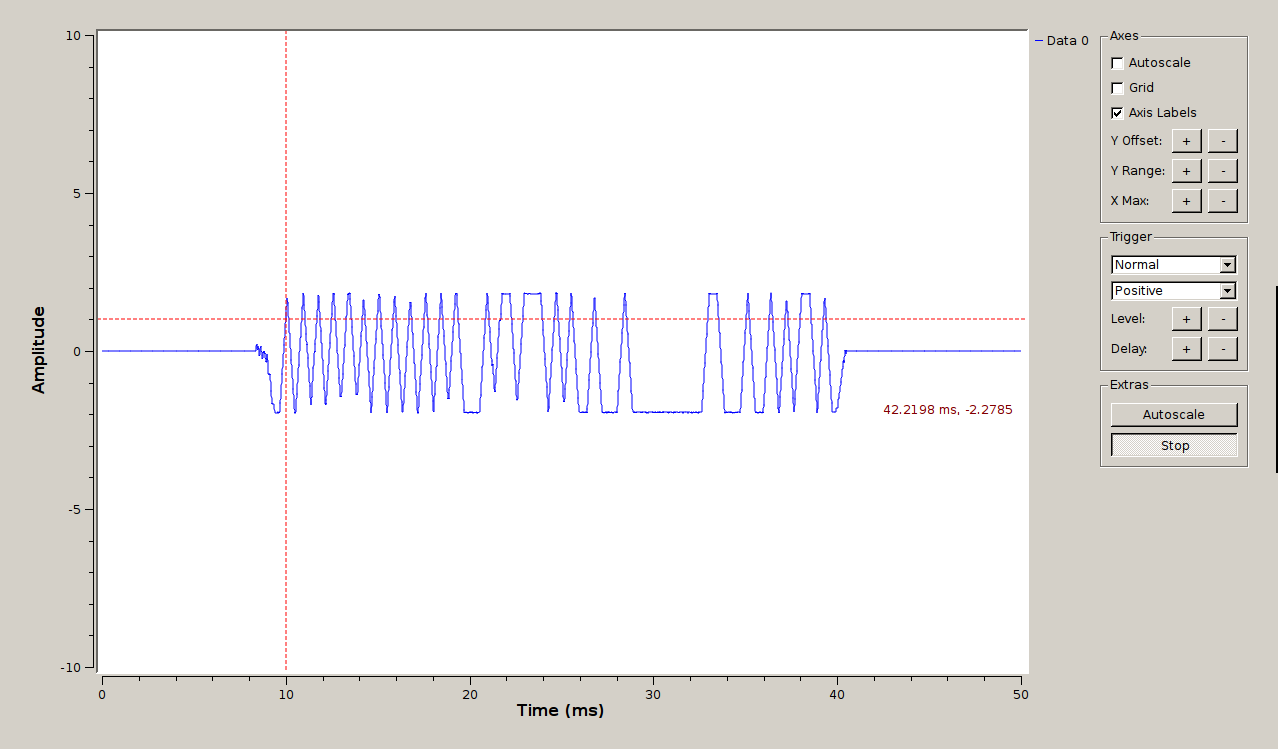 10
5
0
-5
-10
Amplitude
0 10 20 30 40 50
Time (ms)
42.2198 ms, -2.2785
Data 0
Axes
Autoscale
Grid
Axis Labels
Y Offset: + -
Y Range: + -
X Max: + -
Trigger
Normal
Positive
Level: + -
Delay: + -
Extras
Autoscale
Stop